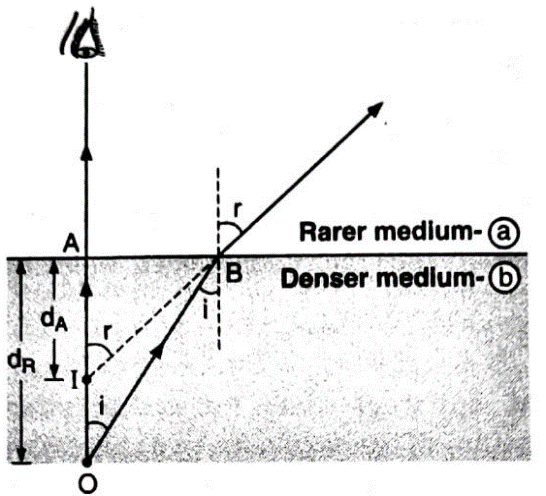 r
A
Rarer medium- ⓐ
B
Denser medium- ⓑ
i
dA
r
dR
I
i
O